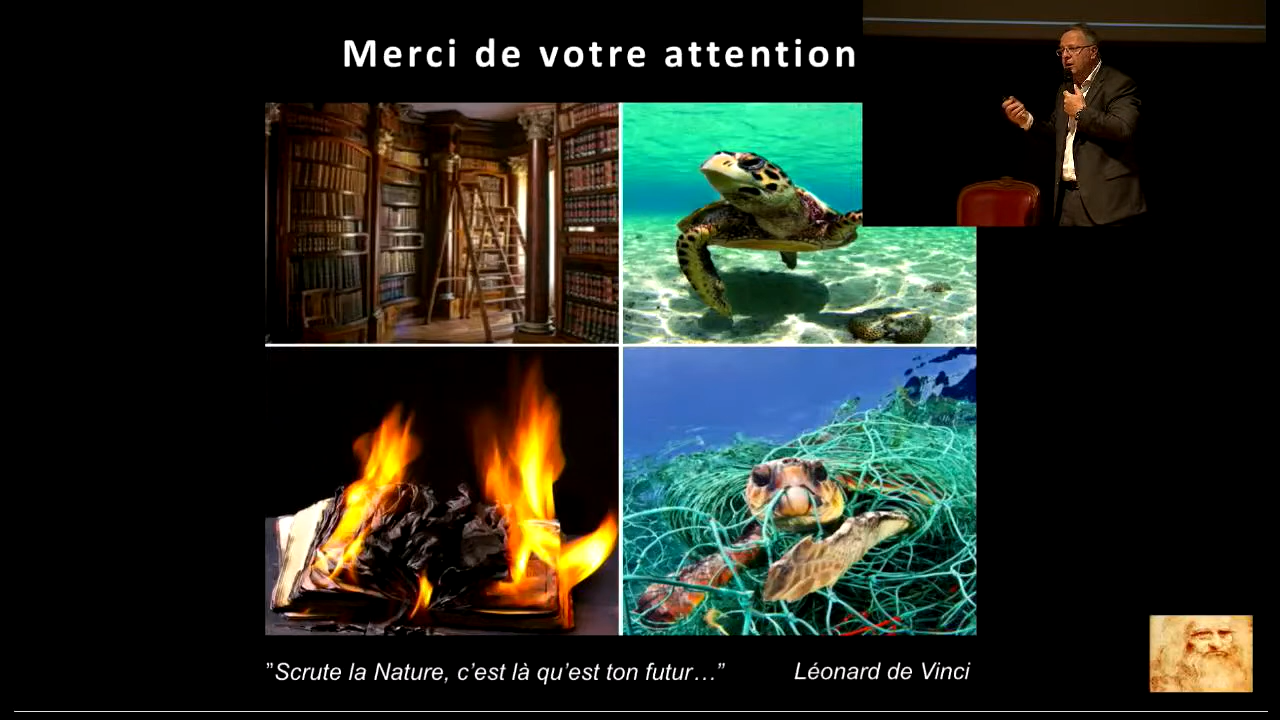 Merci de votre attention
”Scrute la Nature, c’est là qu’est ton futur…” Léonard de Vinci